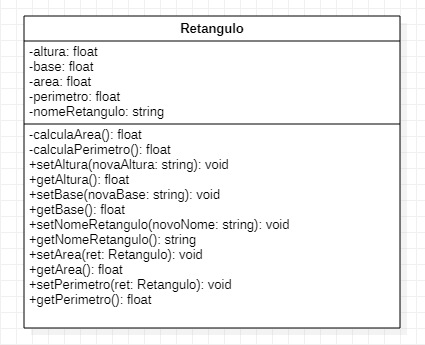 Retangulo
-altura: float
-base: float
-area: float
-perimetro: float
-nomeRetangulo: string
-calculaArea(): float
-calculaPerimetro(): float
+setAltura(novaAltura: string): void
+getAltura(): float
+setBase(novaBase: string): void
+getBase(): float
+setNomeRetangulo(novoNome: string): void
+getNomeRetangulo(): string
+setArea(ret: Retangulo): void
+getArea(): float
+setPerimetro(ret: Retangulo): void
+getPerimetro(): float